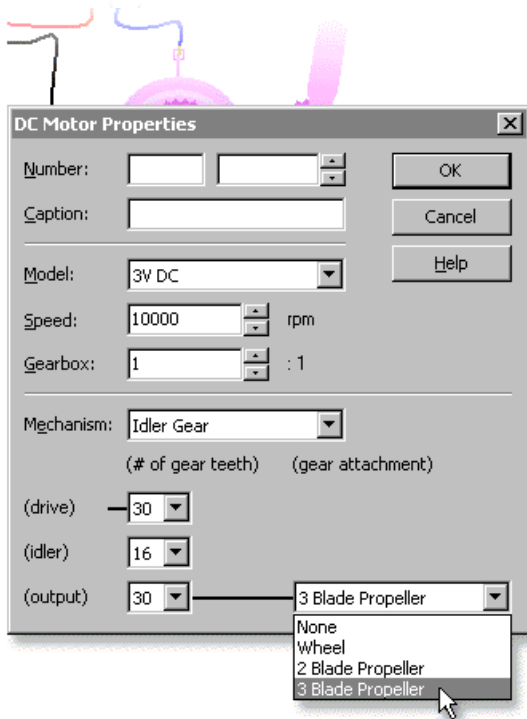 DC Motor Properties
Number:
OK
Caption:
Cancel
Model: 3V DC
Help
Speed: 10000 rpm
Gearbox: 1 : 1
Mechanism: Idler Gear
(# of gear teeth) (gear attachment)
(drive) 30
(idler) 16
(output) 30 3 Blade Propeller
None
Wheel
2 Blade Propeller
3 Blade Propeller